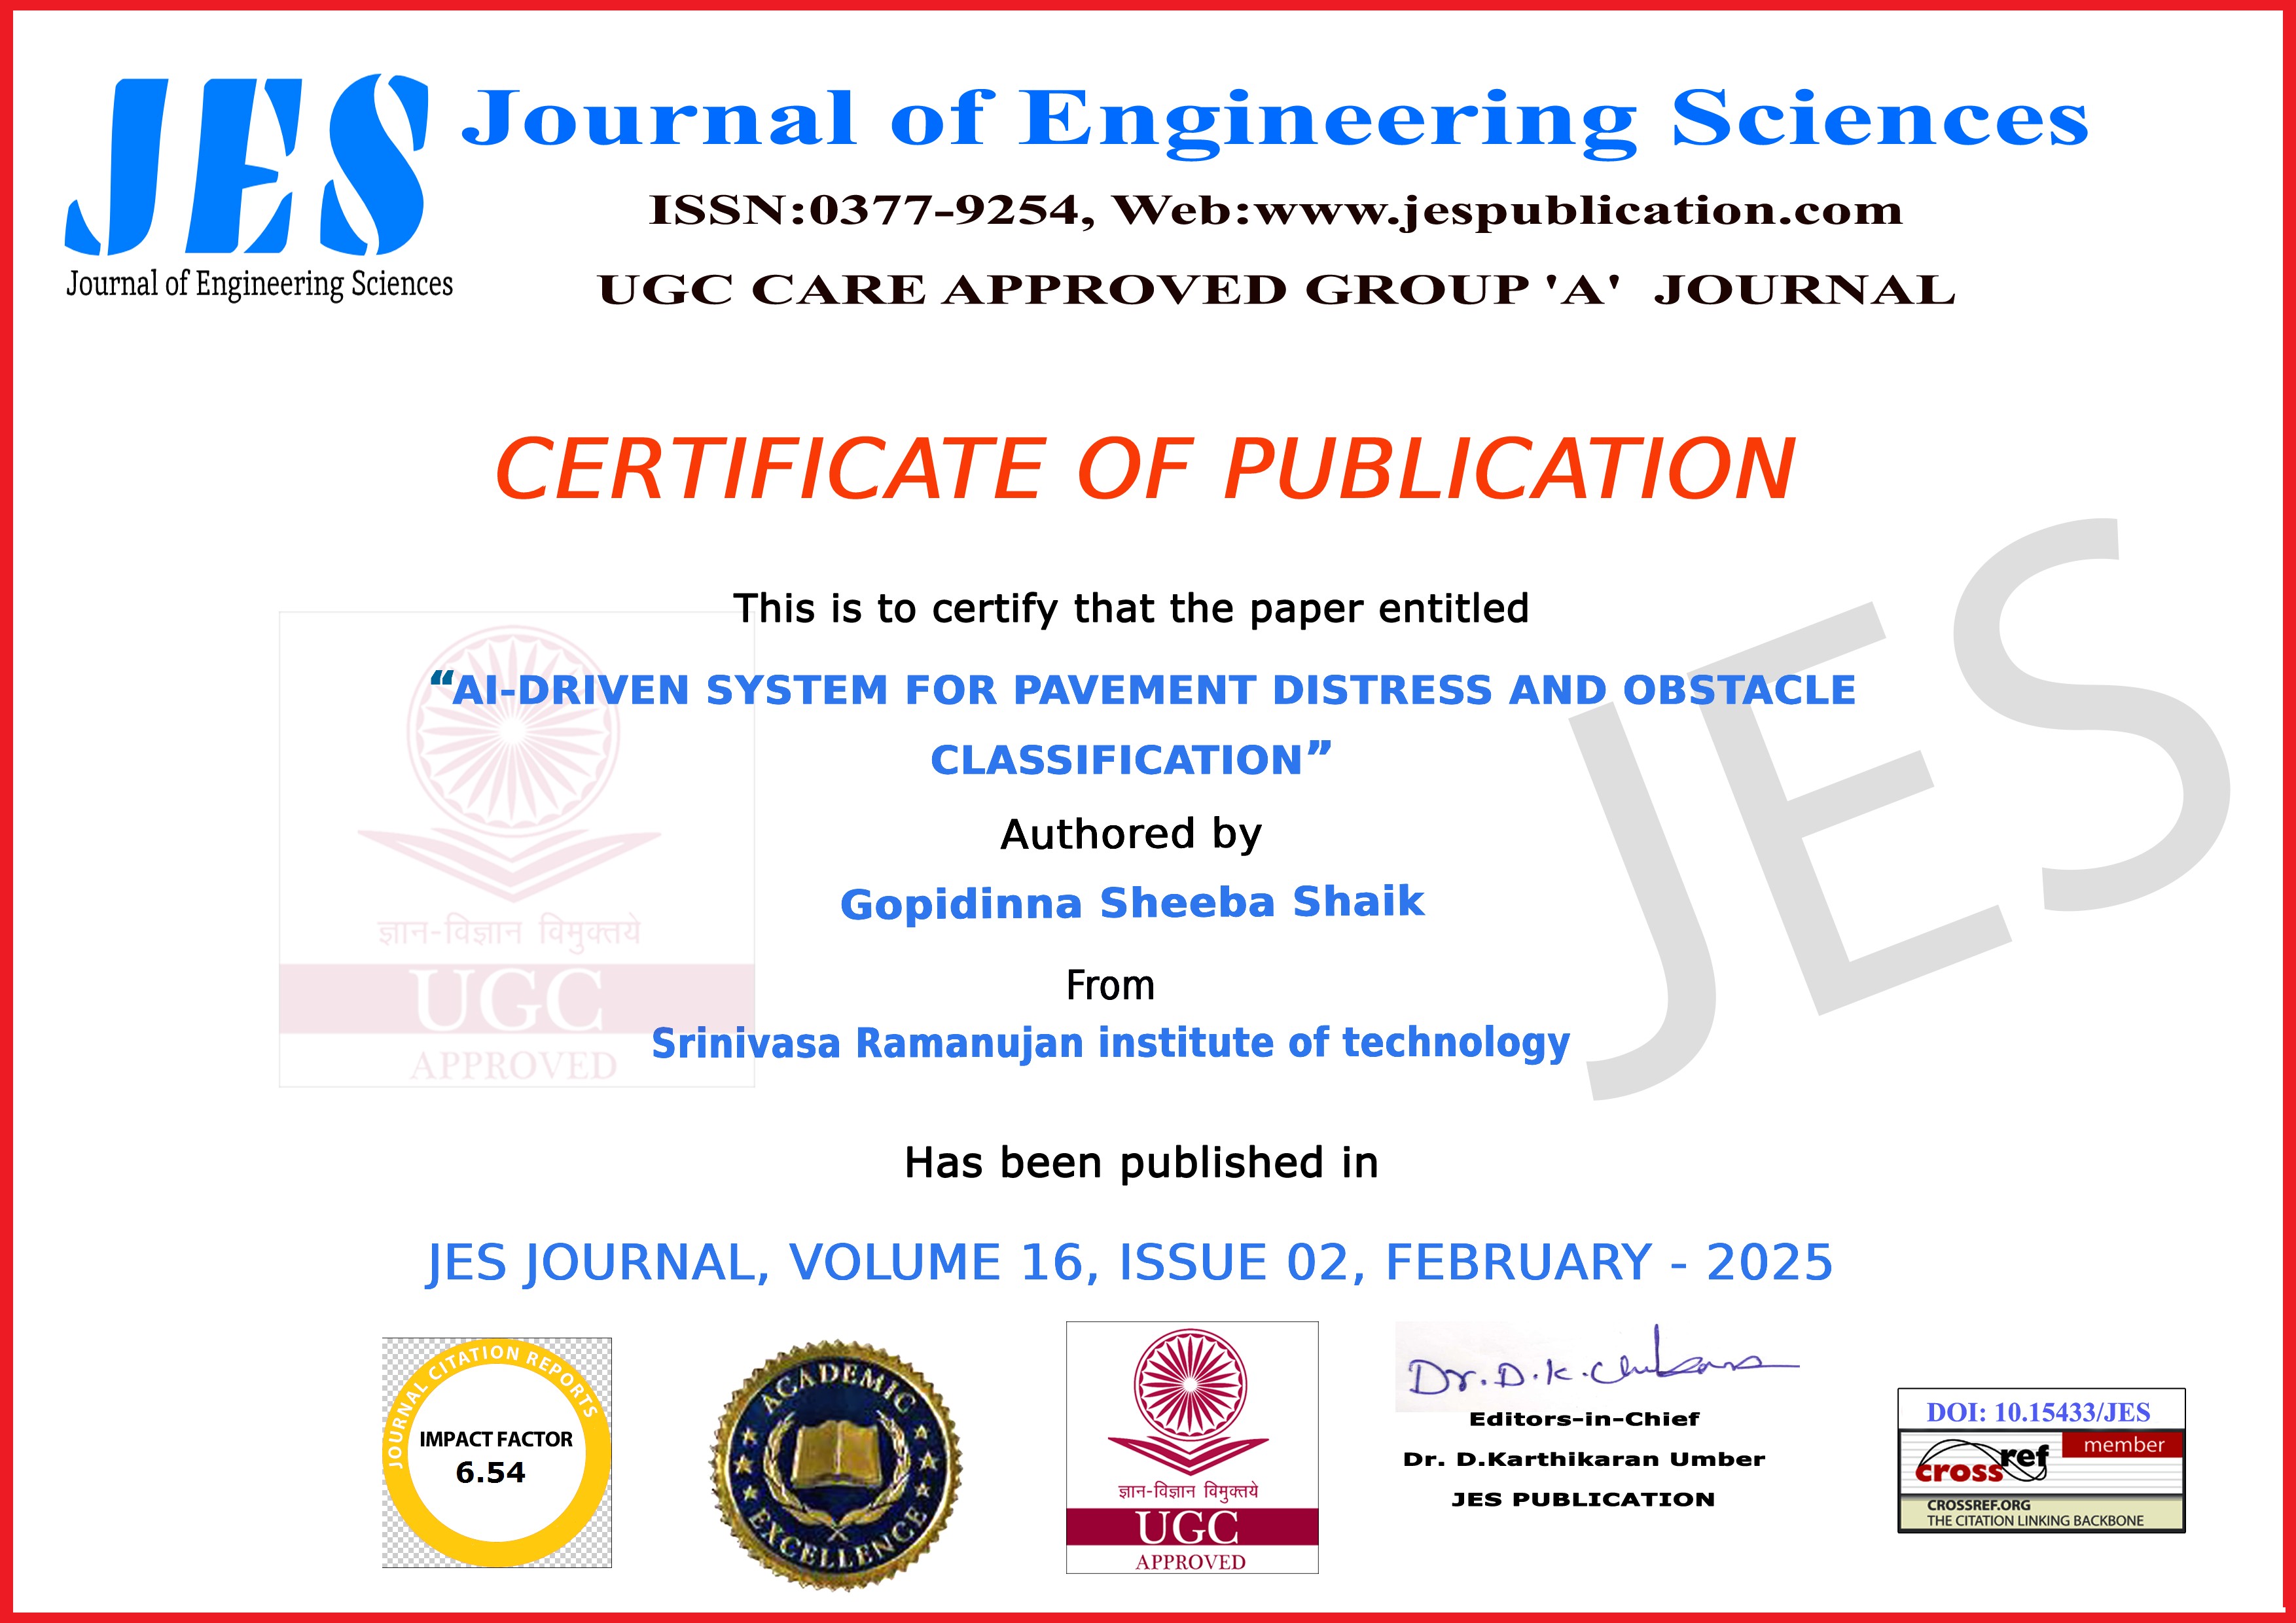 JES
Journal of Engineering Sciences
Journal of Engineering Sciences
ISSN:0377-9254, Web:www.jespublication.com
UGC CARE APPROVED GROUP 'A' JOURNAL
CERTIFICATE OF PUBLICATION
This is to certify that the paper entitled
“AI-DRIVEN SYSTEM FOR PAVEMENT DISTRESS AND OBSTACLE
CLASSIFICATION”
Authored by
Gopidinna Sheeba Shaik
From
Srinivasa Ramanujan institute of technology
ज्ञान-विज्ञान विमुक्तये
UGC
APPROVED
JES
Has been published in
JES JOURNAL, VOLUME 16, ISSUE 02, FEBRUARY - 2025
JOURNAL CITATION REPORTS
IMPACT FACTOR
6.54
ACADEMIC
EXCELLENCE
ज्ञान-विज्ञान विमुक्तये
UGC
APPROVED
Dr. D. K.
Editors-in-Chief
Dr. D.Karthikaran Umber
JES PUBLICATION
DOI: 10.15433/JES
member
crossref
CROSSREF.ORG
THE CITATION LINKING BACKBONE